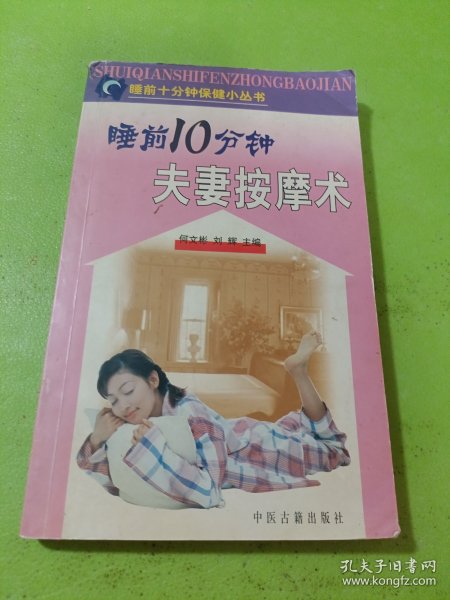 SHUIQIANSHIFENZHONGBAOJIAN
睡前十分钟保健小丛书
睡前10分钟
夫妻按摩术
何文彬 刘辉 主编
中医古籍出版社
孔夫子旧书网
www.kongfz.com